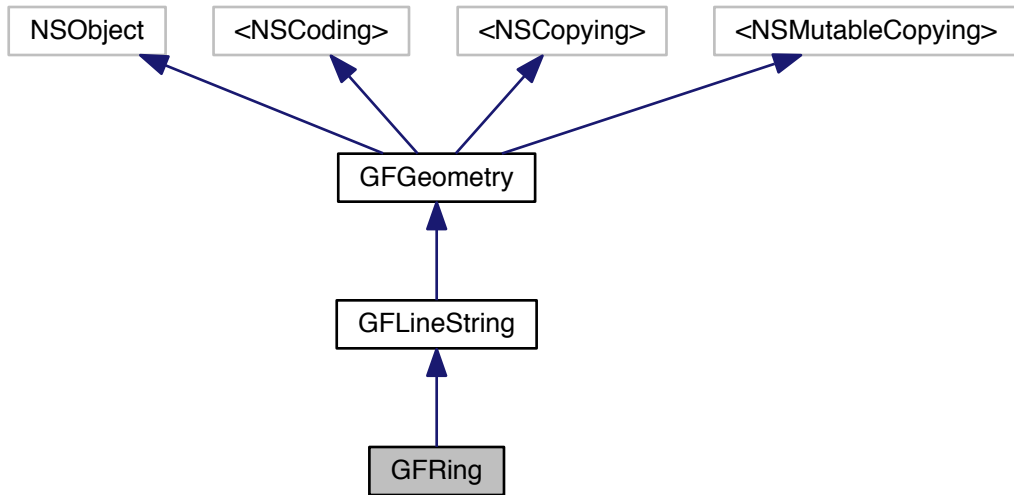 NSObject
<NSCoding>
<NSCopying>
<NSMutableCopying>
GFGeometry
GFLineString
GFRing